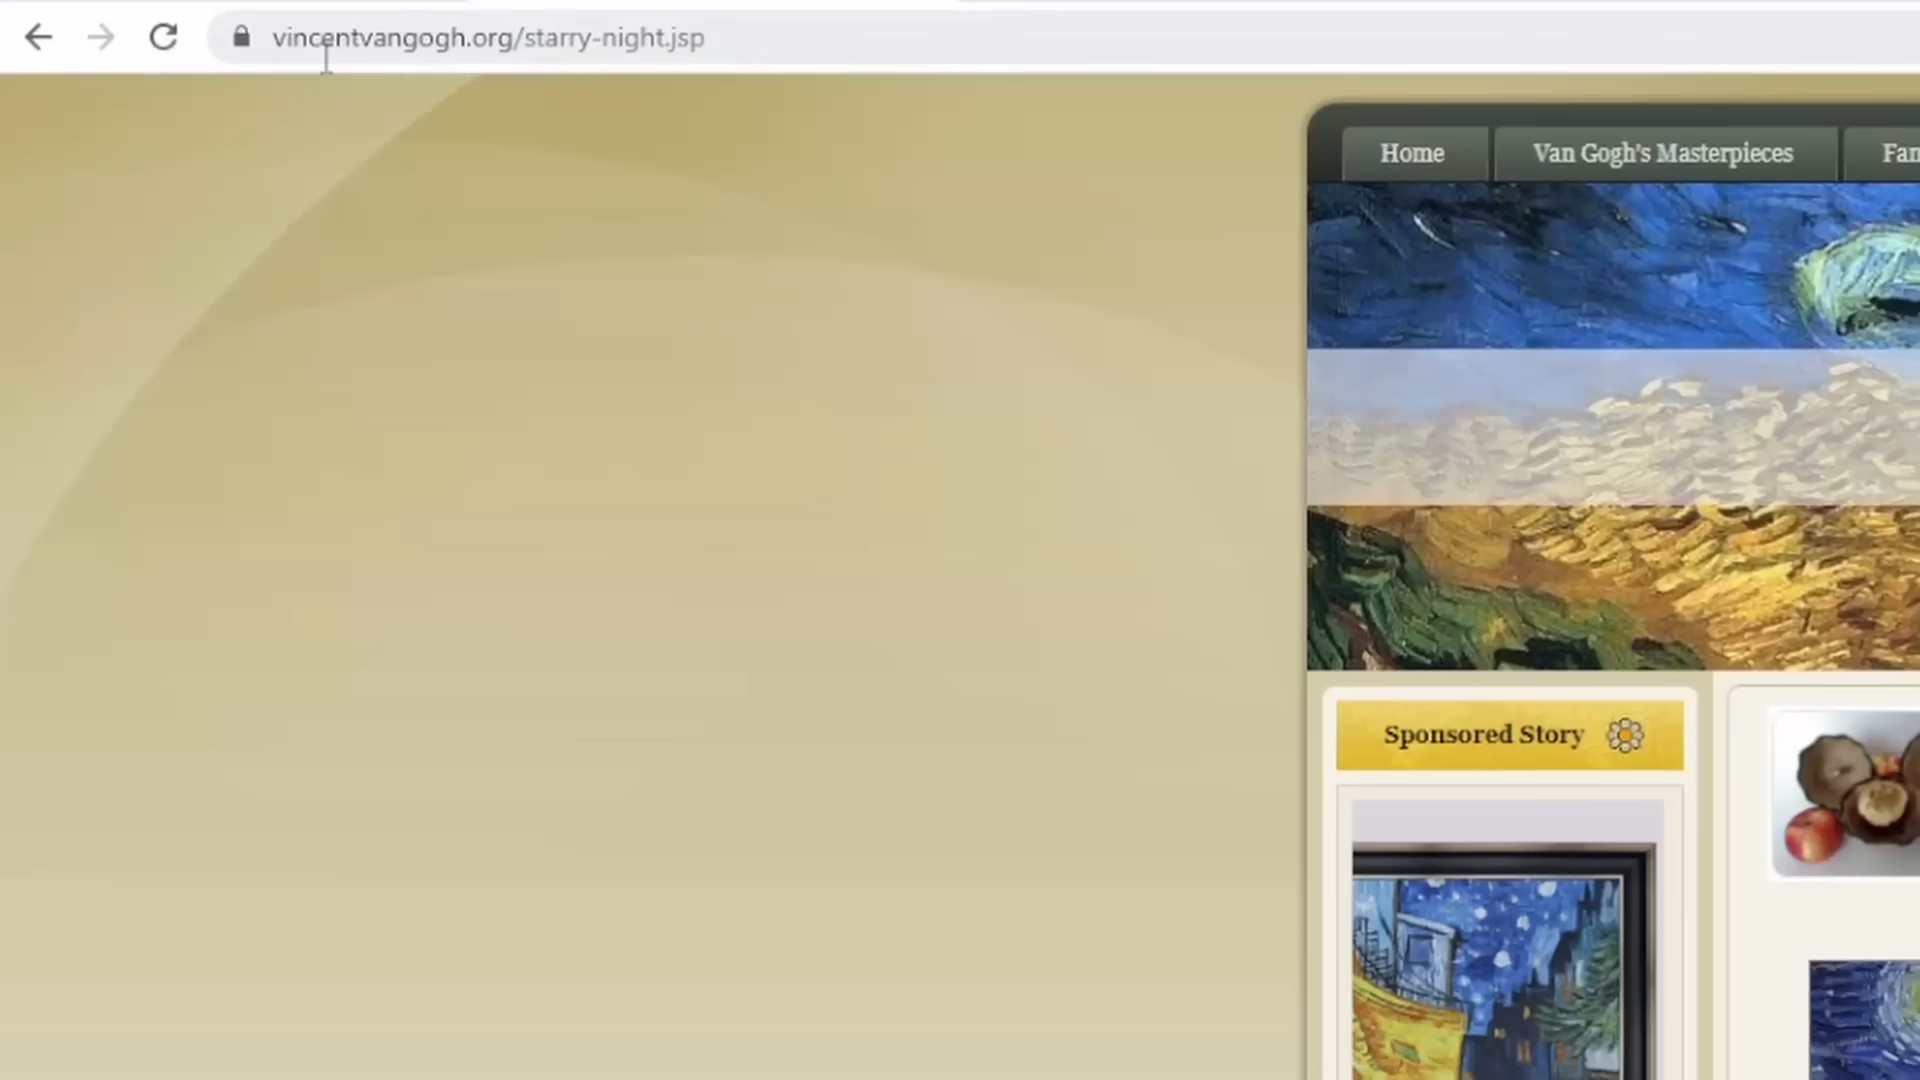 vincentvangogh.org/starry-night.jsp
Home
Van Gogh's Masterpieces
Sponsored Story